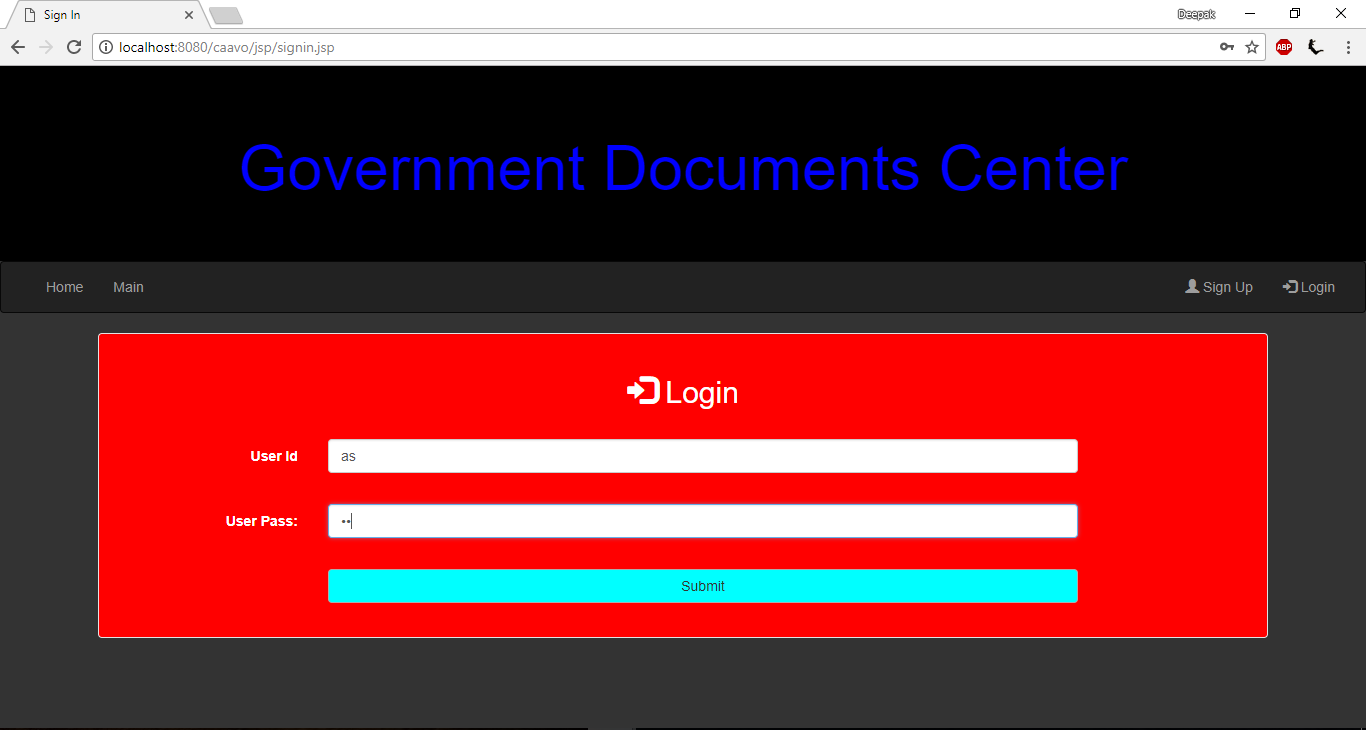 Sign In
Deepak
localhost:8080/caavo/jsp/signin.jsp
ABP
Government Documents Center
Home Main Sign Up Login
Login
User Id as
User Pass: ••
Submit